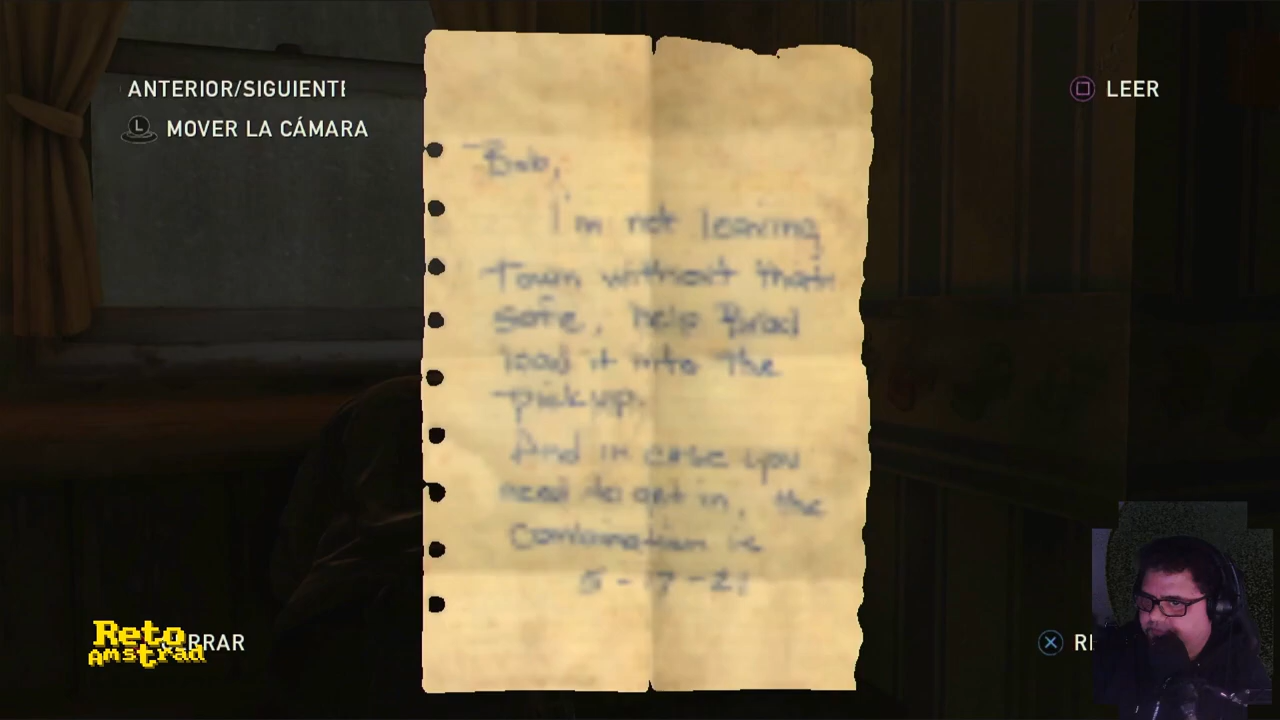 ANTERIOR/SIGUIENTE
L MOVER LA CÁMARA
LEER
Bob,
I'm not leaving
Town without that
safe, help Brad
load it into the
pickup.
And in case you
need to get in, the
Combination is
5-17-21
Reto
Amstrad
RRAR